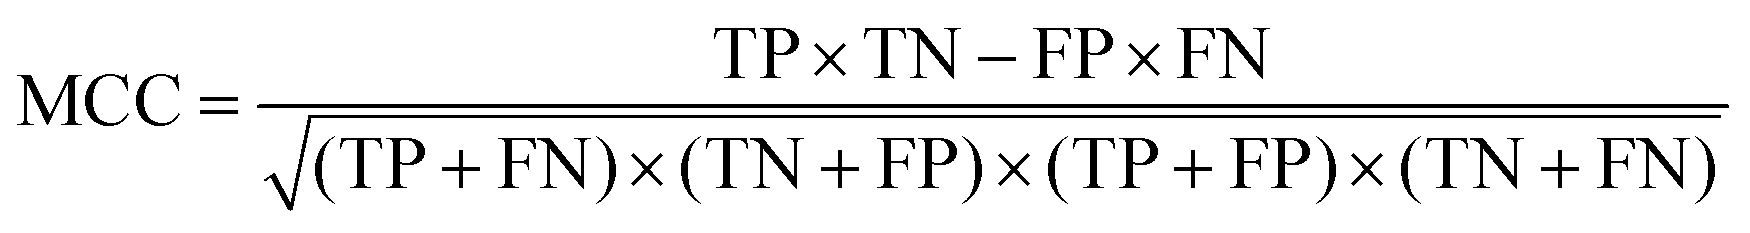 MCC = TP × TN − FP × FN
√(TP + FN) × (TN + FP) × (TP + FP) × (TN + FN)